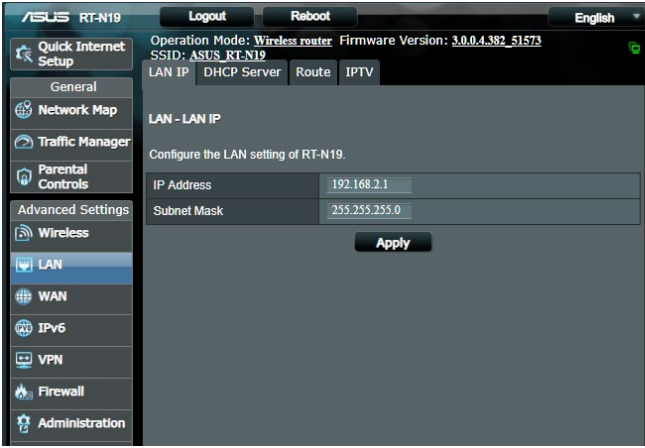 ASUS RT-N19 Logout Reboot English
Quick Internet Setup
Operation Mode: Wireless router Firmware Version: 3.0.0.4.382_51573
SSID: ASUS_RT-N19
LAN IP DHCP Server Route IPTV
General
Network Map
Traffic Manager
Parental Controls
Advanced Settings
Wireless
LAN
WAN
IPv6
VPN
Firewall
Administration
LAN - LAN IP
Configure the LAN setting of RT-N19.
IP Address 192.168.2.1
Subnet Mask 255.255.255.0
Apply